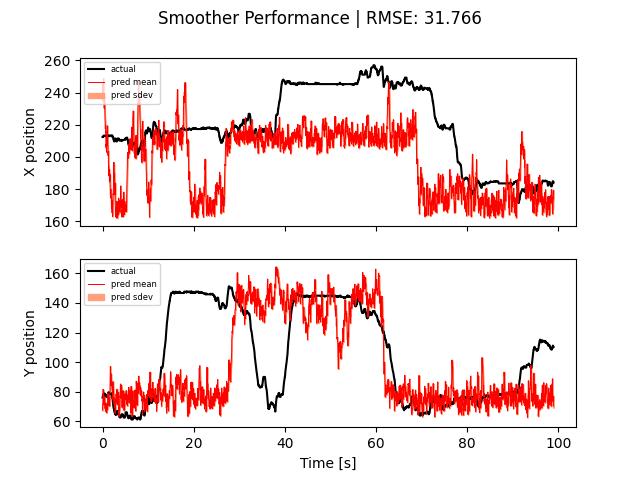 Smoother Performance | RMSE: 31.766
260
240
220
200
180
160
X position
actual
pred mean
pred sdev
160
140
120
100
80
60
Y position
actual
pred mean
pred sdev
0 20 40 60 80 100
Time [s]